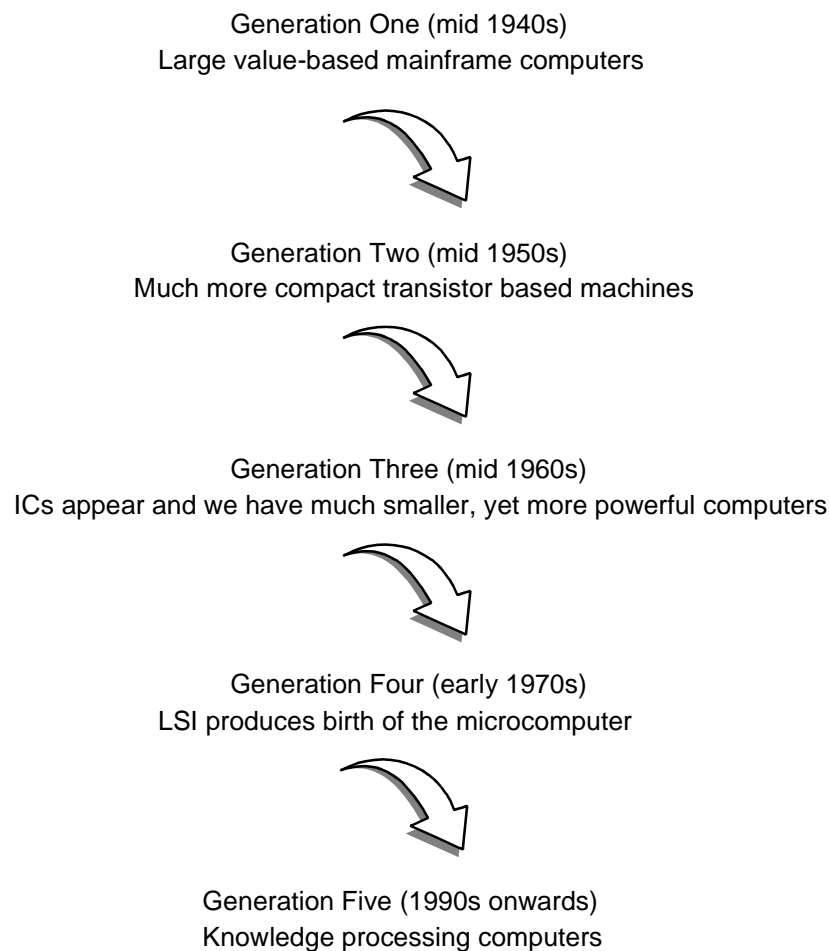 Generation One (mid 1940s)
Large value-based mainframe computers
Generation Two (mid 1950s)
Much more compact transistor based machines
Generation Three (mid 1960s)
ICs appear and we have much smaller, yet more powerful computers
Generation Four (early 1970s)
LSI produces birth of the microcomputer
Generation Five (1990s onwards)
Knowledge processing computers